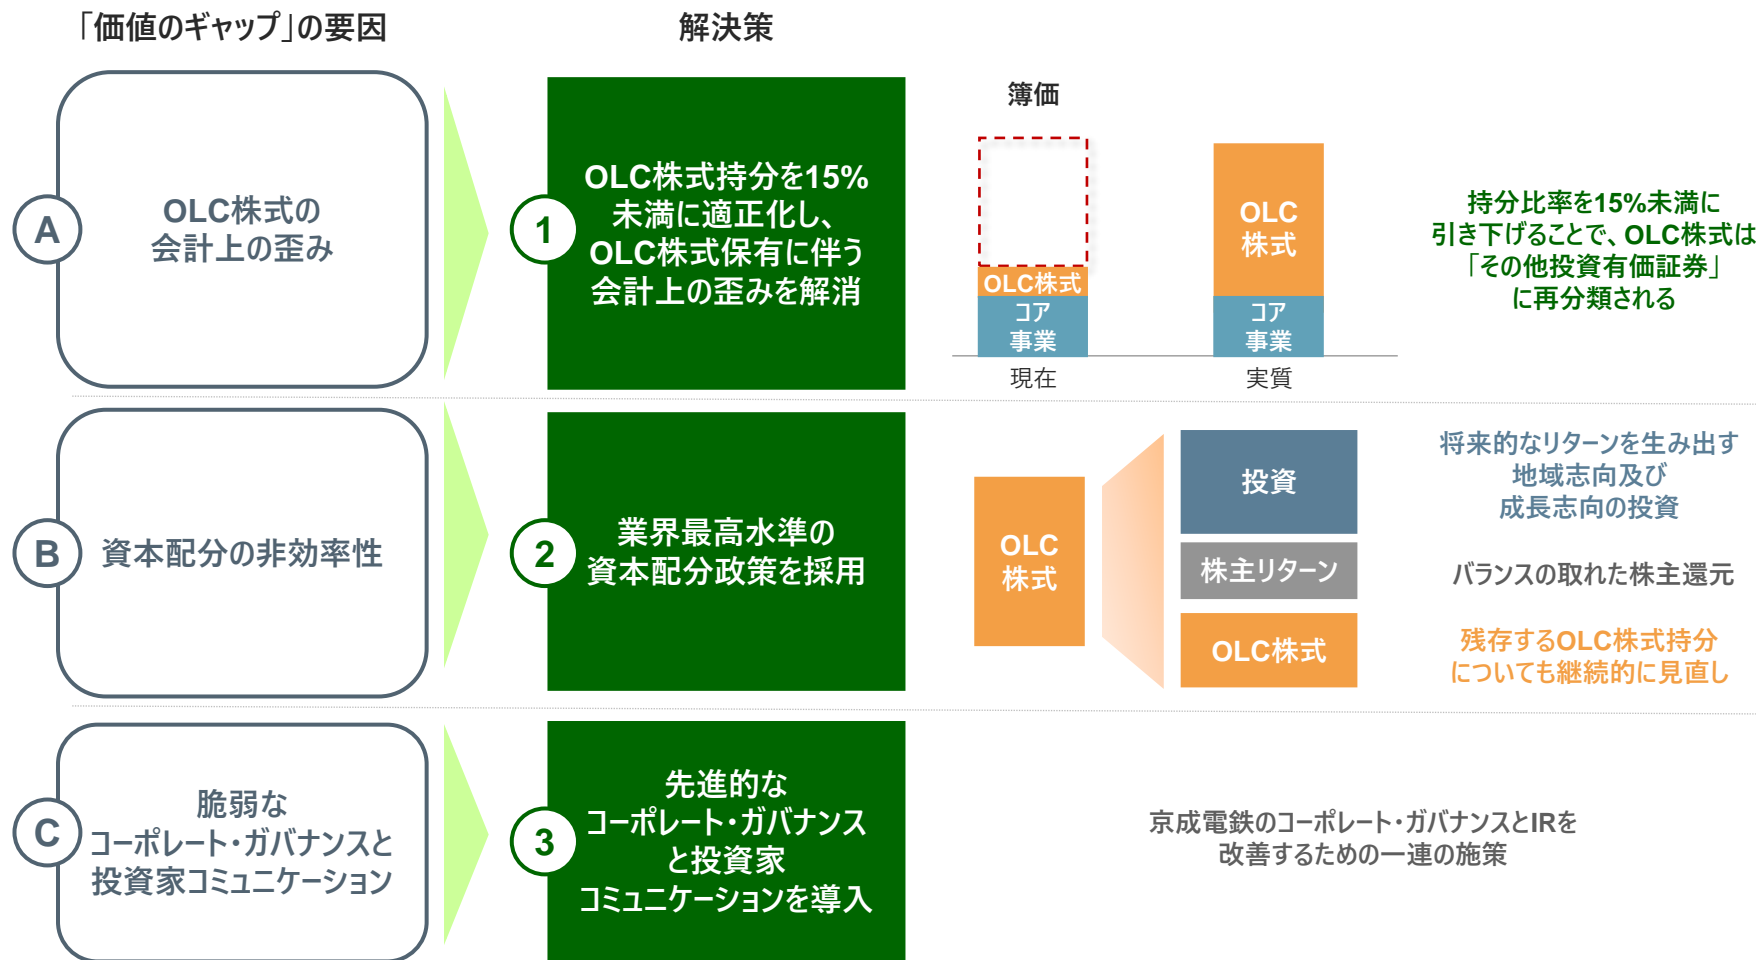 「価値のギャップ」の要因
解決策
A
OLC株式の
会計上の歪み
1
OLC株式持分を15%
未満に適正化し、
OLC株式保有に伴う
会計上の歪みを解消
簿価
OLC株式
コア
事業
現在
OLC
株式
コア
事業
実質
持分比率を15%未満に
引き下げることで、OLC株式は
「その他投資有価証券」
に再分類される
B
資本配分の非効率性
2
業界最高水準の
資本配分政策を採用
OLC
株式
投資
株主リターン
OLC株式
将来的なリターンを生み出す
地域志向及び
成長志向の投資
バランスの取れた株主還元
残存するOLC株式持分
についても継続的に見直し
C
脆弱な
コーポレート・ガバナンスと
投資家コミュニケーション
3
先進的な
コーポレート・ガバナンス
と投資家
コミュニケーションを導入
京成電鉄のコーポレート・ガバナンスとIRを
改善するための一連の施策